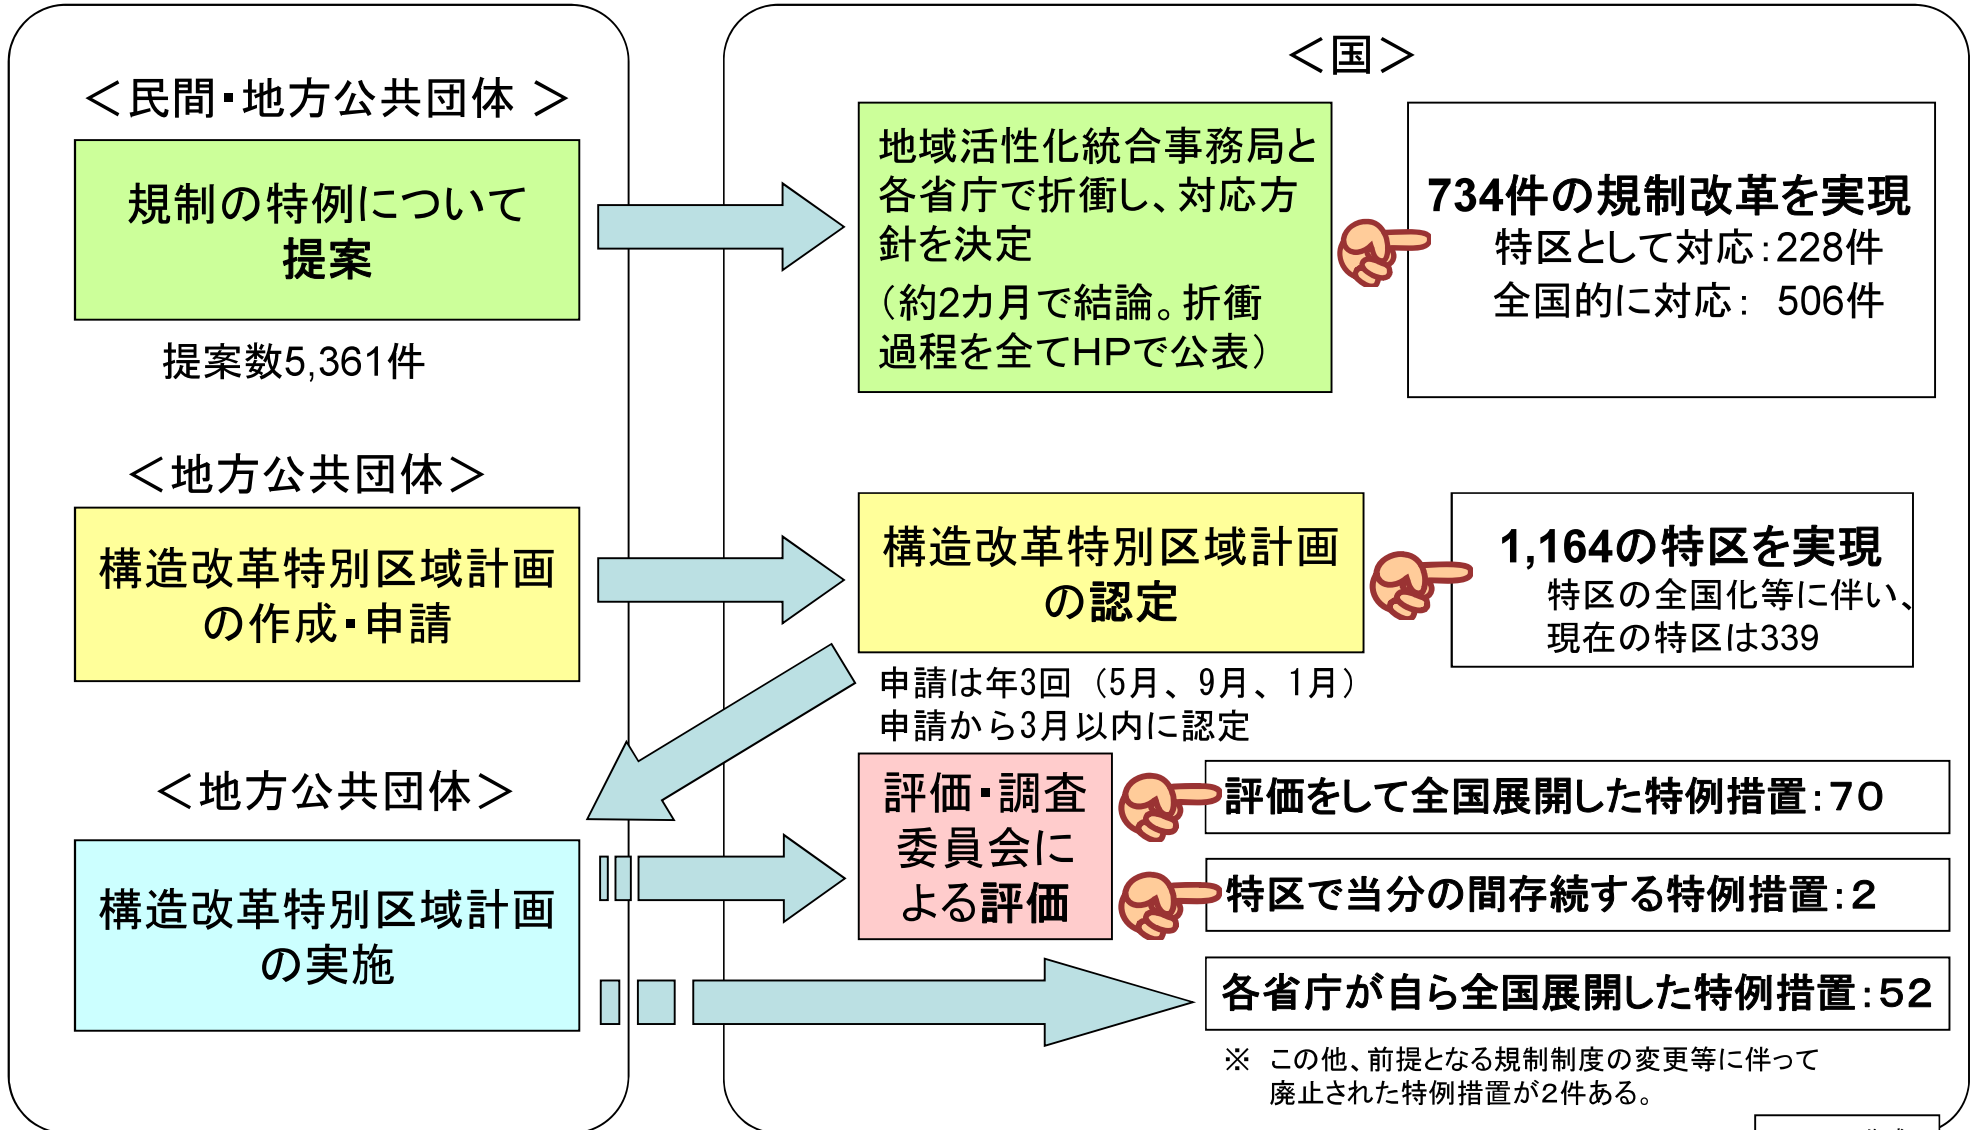 ＜民間・地方公共団体 ＞
規制の特例について
提案
提案数5,361件
＜国＞
地域活性化統合事務局と
各省庁で折衝し、対応方
針を決定
（約2カ月で結論。折衝
過程を全てHPで公表）
734件の規制改革を実現
特区として対応：228件
全国的に対応： 506件
＜地方公共団体＞
構造改革特別区域計画
の作成・申請
構造改革特別区域計画
の認定
申請は年3回（5月、9月、1月）
申請から3月以内に認定
1,164の特区を実現
特区の全国化等に伴い、
現在の特区は339
＜地方公共団体＞
構造改革特別区域計画
の実施
評価・調査
委員会に
よる評価
評価をして全国展開した特例措置：70
特区で当分の間存続する特例措置：2
各省庁が自ら全国展開した特例措置：52
※ この他、前提となる規制制度の変更等に伴って
廃止された特例措置が2件ある。